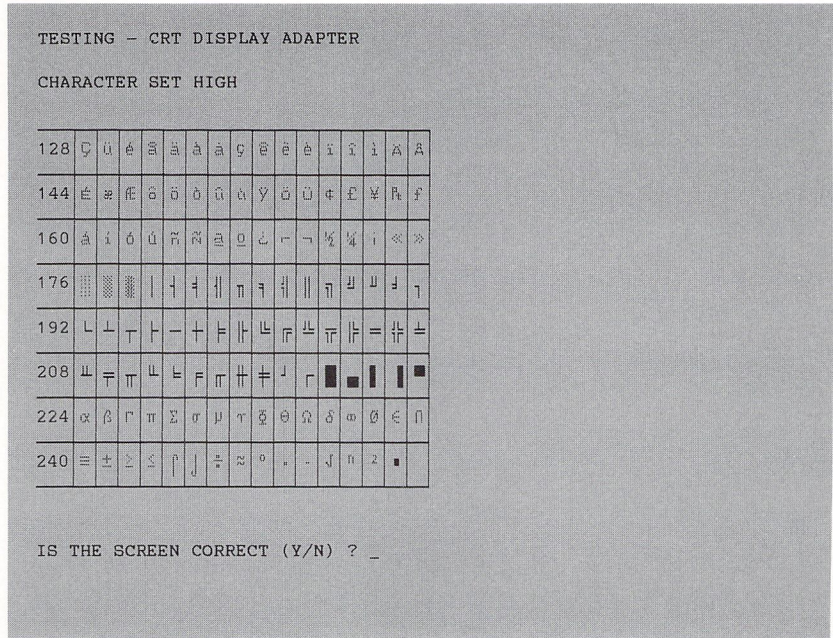 TESTING – CRT DISPLAY ADAPTER
CHARACTER SET HIGH
128 Ç ü é â ä à å ç ê ë è ï î ì Ä Å
144 É æ Æ ô ö ò û ù ÿ Ö Ü ¢ £ ¥ ₧ ƒ
160 á í ó ú ñ Ñ ª º ¿ ⌐ ¬ ½ ¼ ¡ « »
176 ░ ▒ ▓ │ ┤ ╡ ╢ ╖ ╕ ╣ ║ ╗ ╝ ╜ ╛ ┐
192 └ ┴ ┬ ├ ─ ┼ ╞ ╟ ╚ ╔ ╩ ╦ ╠ ═ ╬ ╧
208 ╨ ╤ ╥ ╙ ╘ ╒ ╓ ╫ ╪ ┘ ┌ █ ▄ ▌ ▐ ▀
224 α β Γ π Σ σ µ τ Φ θ Ω δ ∞ Ø ∈ ∩
240 ≡ ± ≥ ≤ ⌠ ⌡ ÷ ≈ ° ∙ · √ ⁿ ² ■
IS THE SCREEN CORRECT (Y/N) ? _